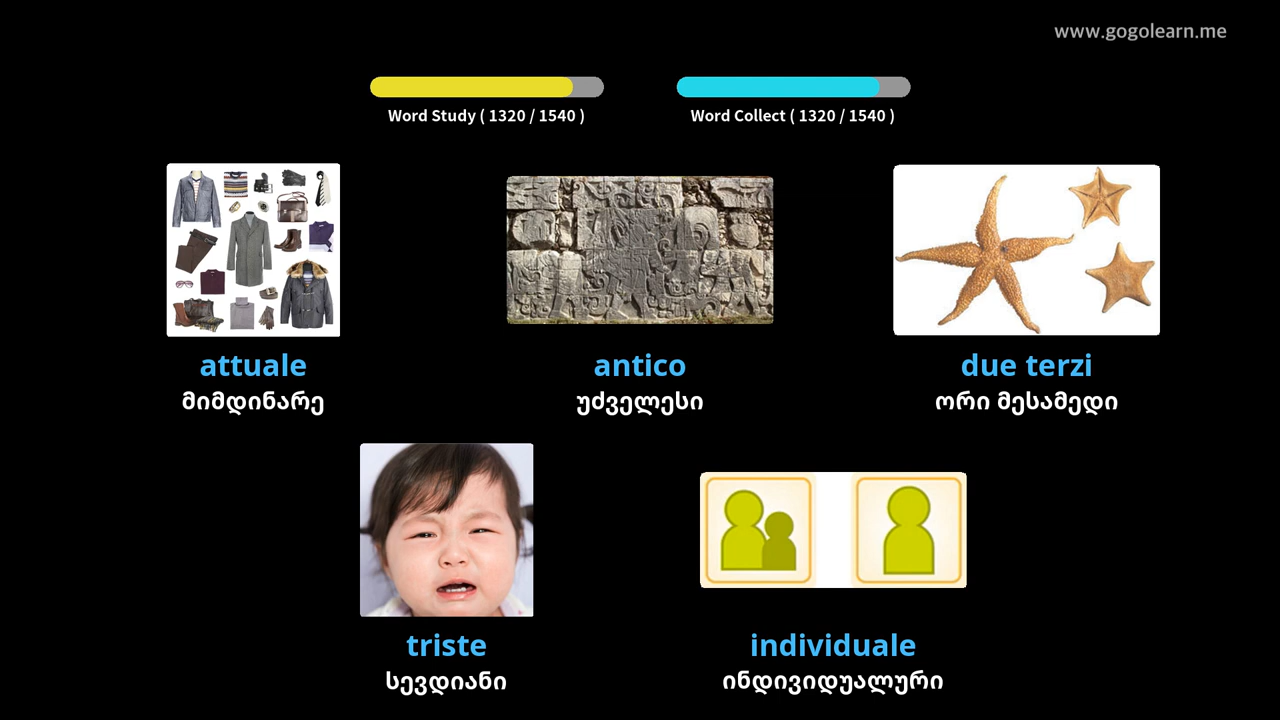 www.gogolearn.me
Word Study ( 1320 / 1540 )
Word Collect ( 1320 / 1540 )
attuale
მიმდინარე
antico
უძველესი
due terzi
ორი მესამედი
triste
სევდიანი
individuale
ინდივიდუალური